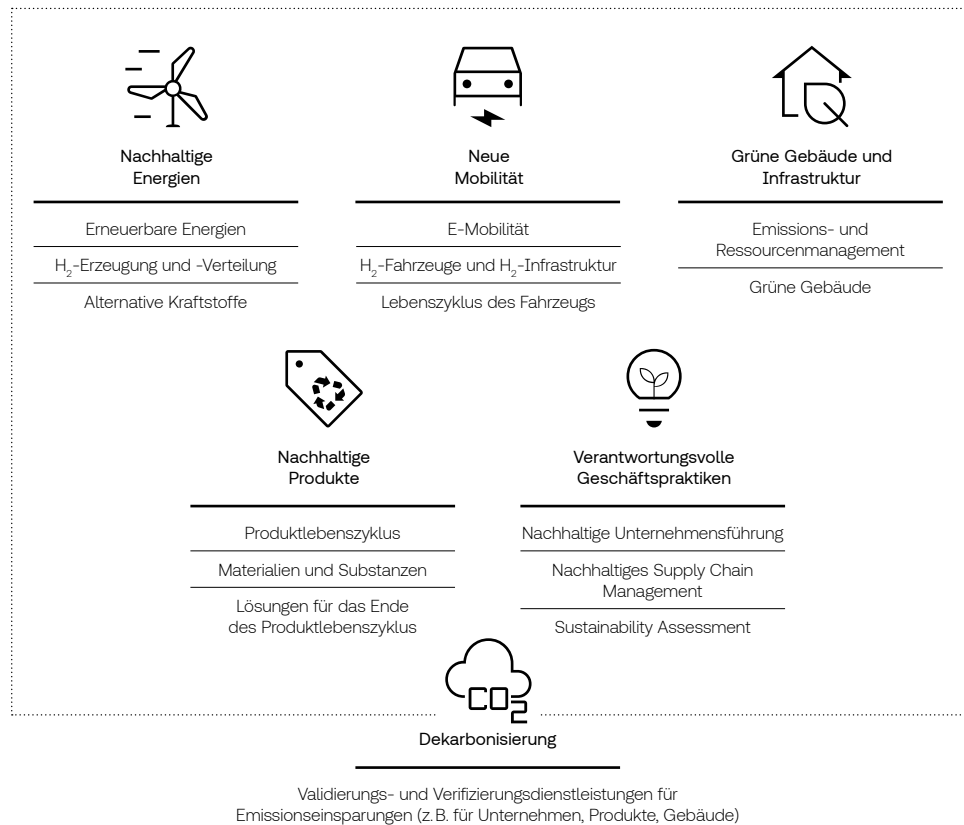 Nachhaltige
Energien
Erneuerbare Energien
H₂-Erzeugung und -Verteilung
Alternative Kraftstoffe
Neue
Mobilität
E-Mobilität
H₂-Fahrzeuge und H₂-Infrastruktur
Lebenszyklus des Fahrzeugs
Grüne Gebäude und
Infrastruktur
Emissions- und
Ressourcenmanagement
Grüne Gebäude
Nachhaltige
Produkte
Produktlebenszyklus
Materialien und Substanzen
Lösungen für das Ende
des Produktlebenszyklus
Verantwortungsvolle
Geschäftspraktiken
Nachhaltige Unternehmensführung
Nachhaltiges Supply Chain
Management
Sustainability Assessment
CO₂
Dekarbonisierung
Validierungs- und Verifizierungsdienstleistungen für
Emissionseinsparungen (z. B. für Unternehmen, Produkte, Gebäude)